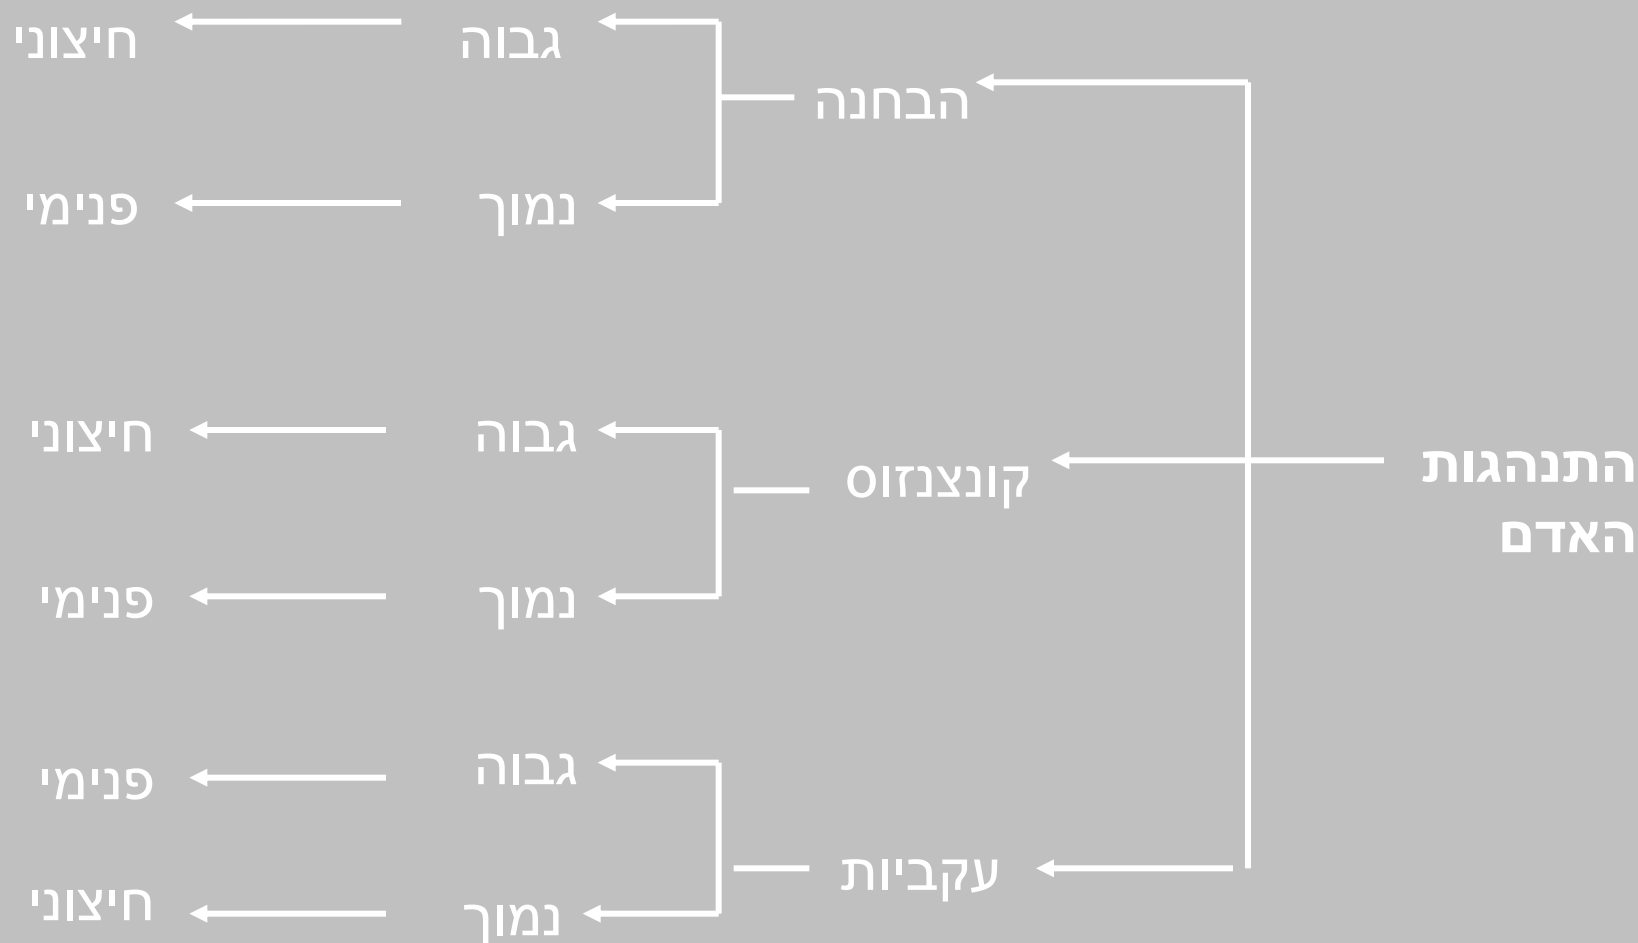 התנהגות
האדם
הבחנה
גבוה
חיצוני
נמוך
פנימי
קונצנזוס
גבוה
חיצוני
נמוך
פנימי
עקביות
גבוה
פנימי
נמוך
חיצוני